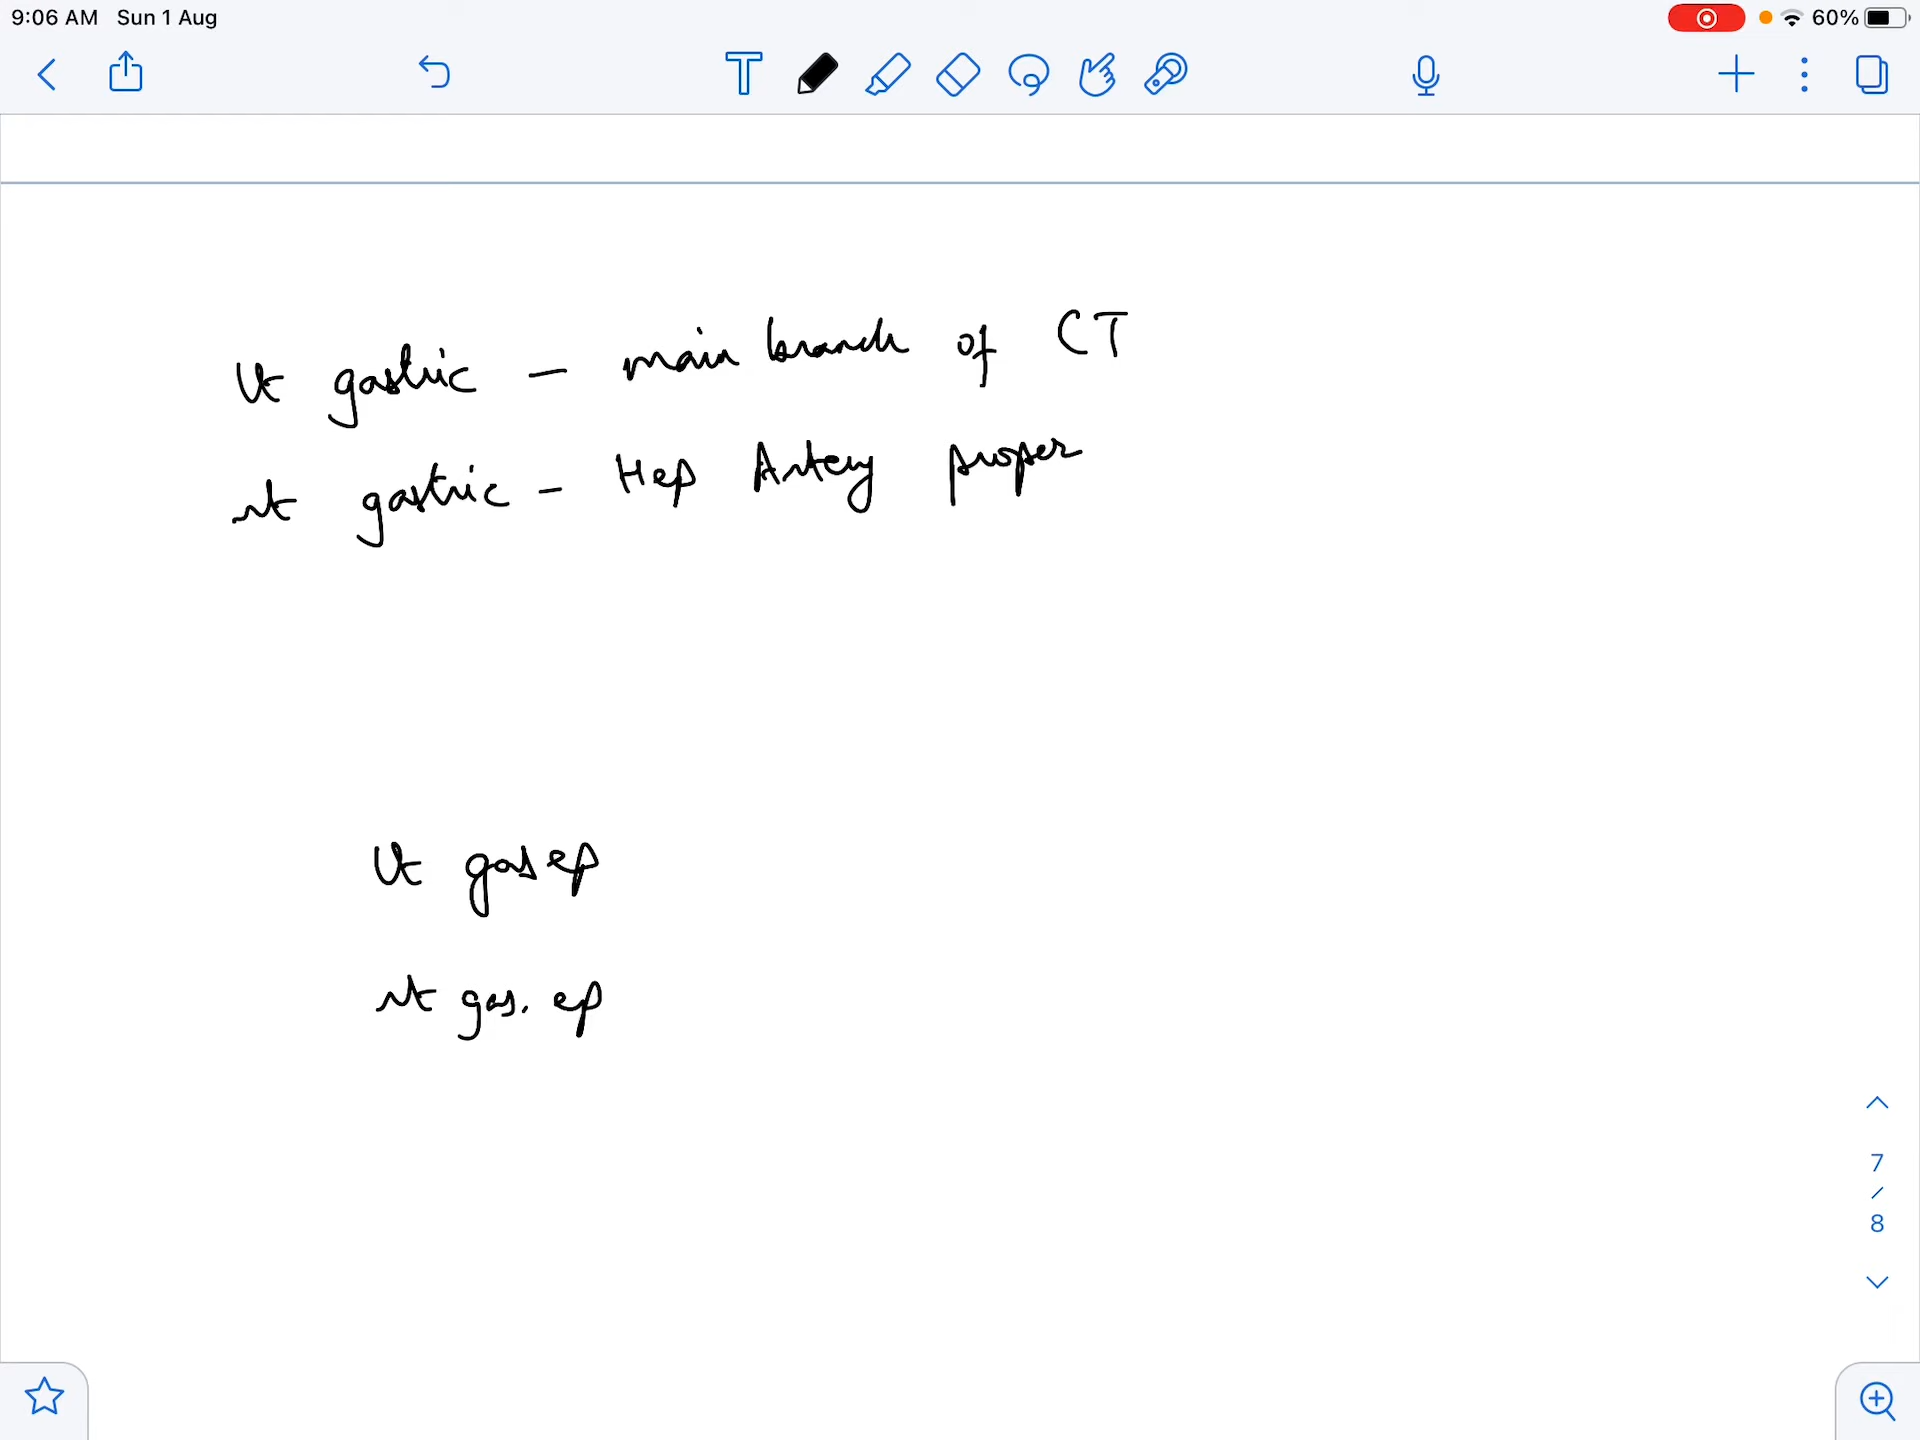 9:06 AM Sun 1 Aug 60%
lt gastric - main branch of CT
rt gastric - Hep Artery proper
lt gas ep
rt gas. ep
7
/
8